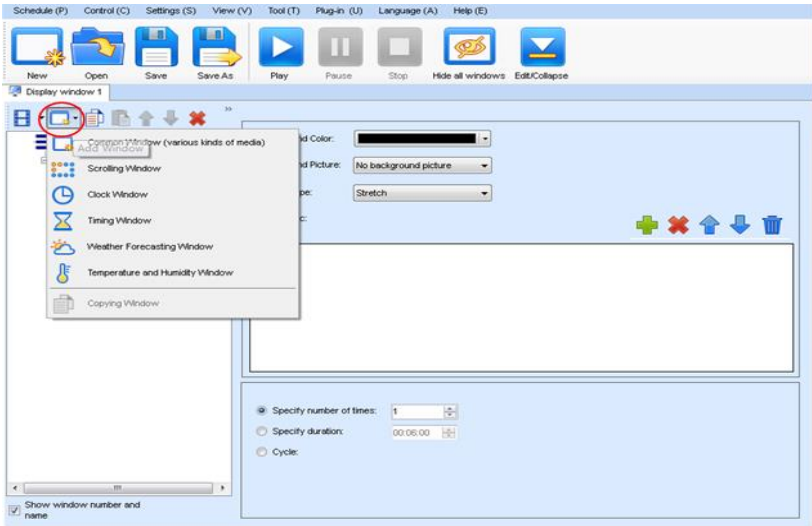 Schedule (P) Control (C) Settings (S) View (V) Tool (T) Plug-in (U) Language (A) Help (E)
New Open Save Save As Play Pause Stop Hide all windows Edit/Collapse
Display window 1
Common Window (various kinds of media)
Add Window
Scrolling Window
Clock Window
Timing Window
Weather Forecasting Window
Temperature and Humidity Window
Copying Window
Color:
Picture: No background picture
Stretch
Specify number of times: 1
Specify duration: 00:06:00
Cycle:
Show window number and
name